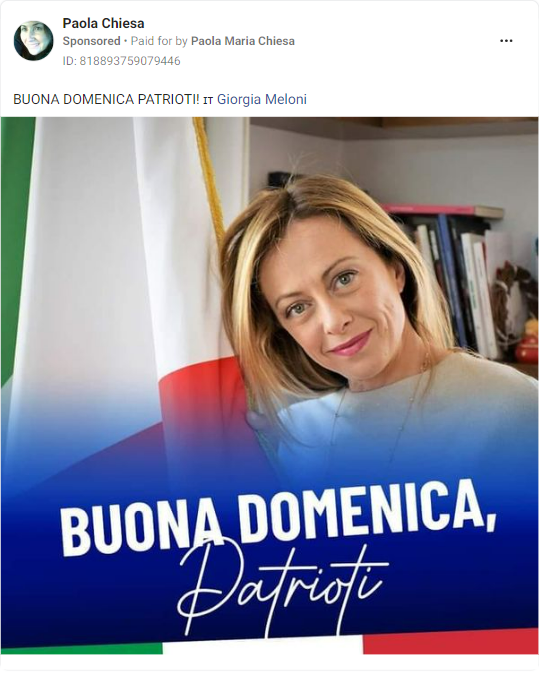 Paola Chiesa
Sponsored • Paid for by Paola Maria Chiesa
ID: 818893759079446
BUONA DOMENICA PATRIOTI! IT Giorgia Meloni
BUONA DOMENICA,
Patrioti